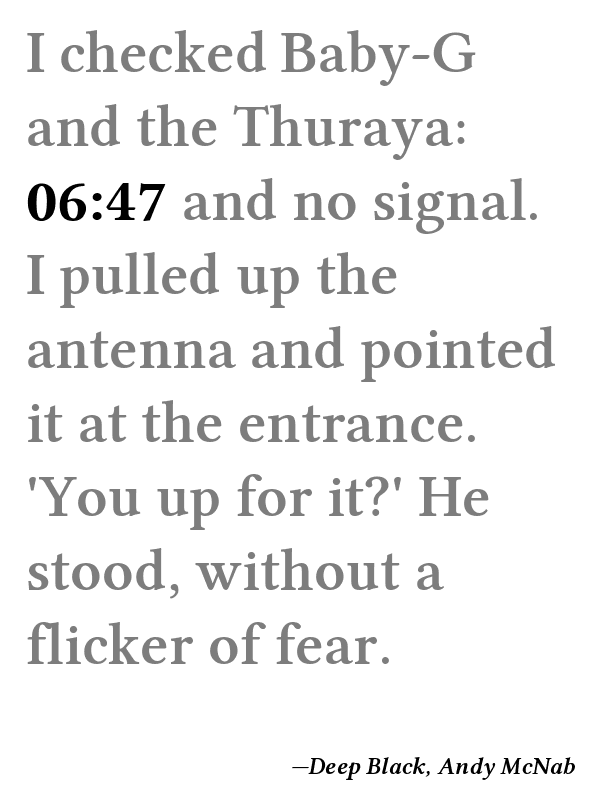 I checked Baby-G
and the Thuraya:
06:47 and no signal.
I pulled up the
antenna and pointed
it at the entrance.
'You up for it?' He
stood, without a
flicker of fear.
—Deep Black, Andy McNab